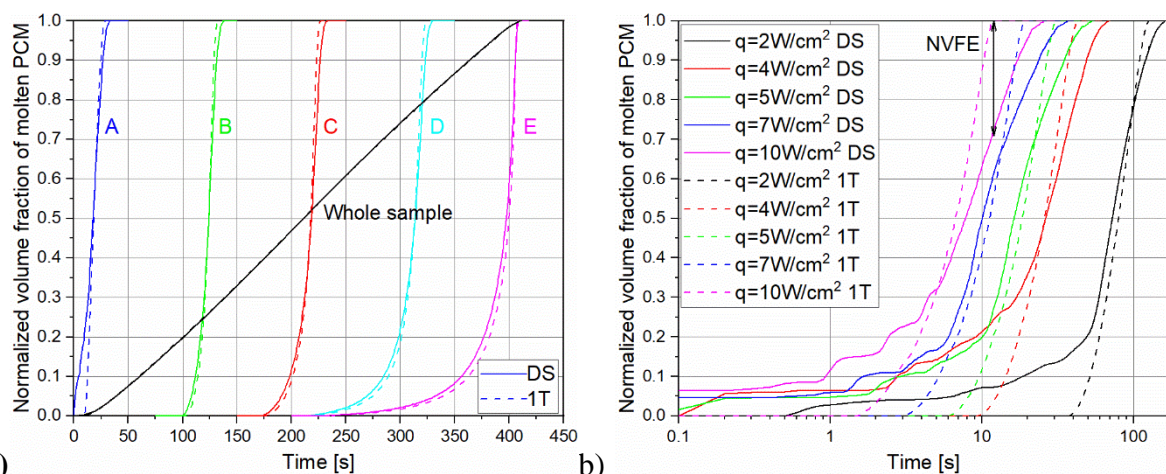 Normalized volume fraction of molten PCM
1.0
0.9
0.8
0.7
0.6
0.5
0.4
0.3
0.2
0.1
0.0
A
B
C
D
E
Whole sample
DS
1T
0 50 100 150 200 250 300 350 400 450
Time [s]
)
b)
Normalized volume fraction of molten PCM
1.0
0.9
0.8
0.7
0.6
0.5
0.4
0.3
0.2
0.1
0.0
q=2W/cm² DS
q=4W/cm² DS
q=5W/cm² DS
q=7W/cm² DS
q=10W/cm² DS
q=2W/cm² 1T
q=4W/cm² 1T
q=5W/cm² 1T
q=7W/cm² 1T
q=10W/cm² 1T
NVFE
0.1 1 10 100
Time [s]